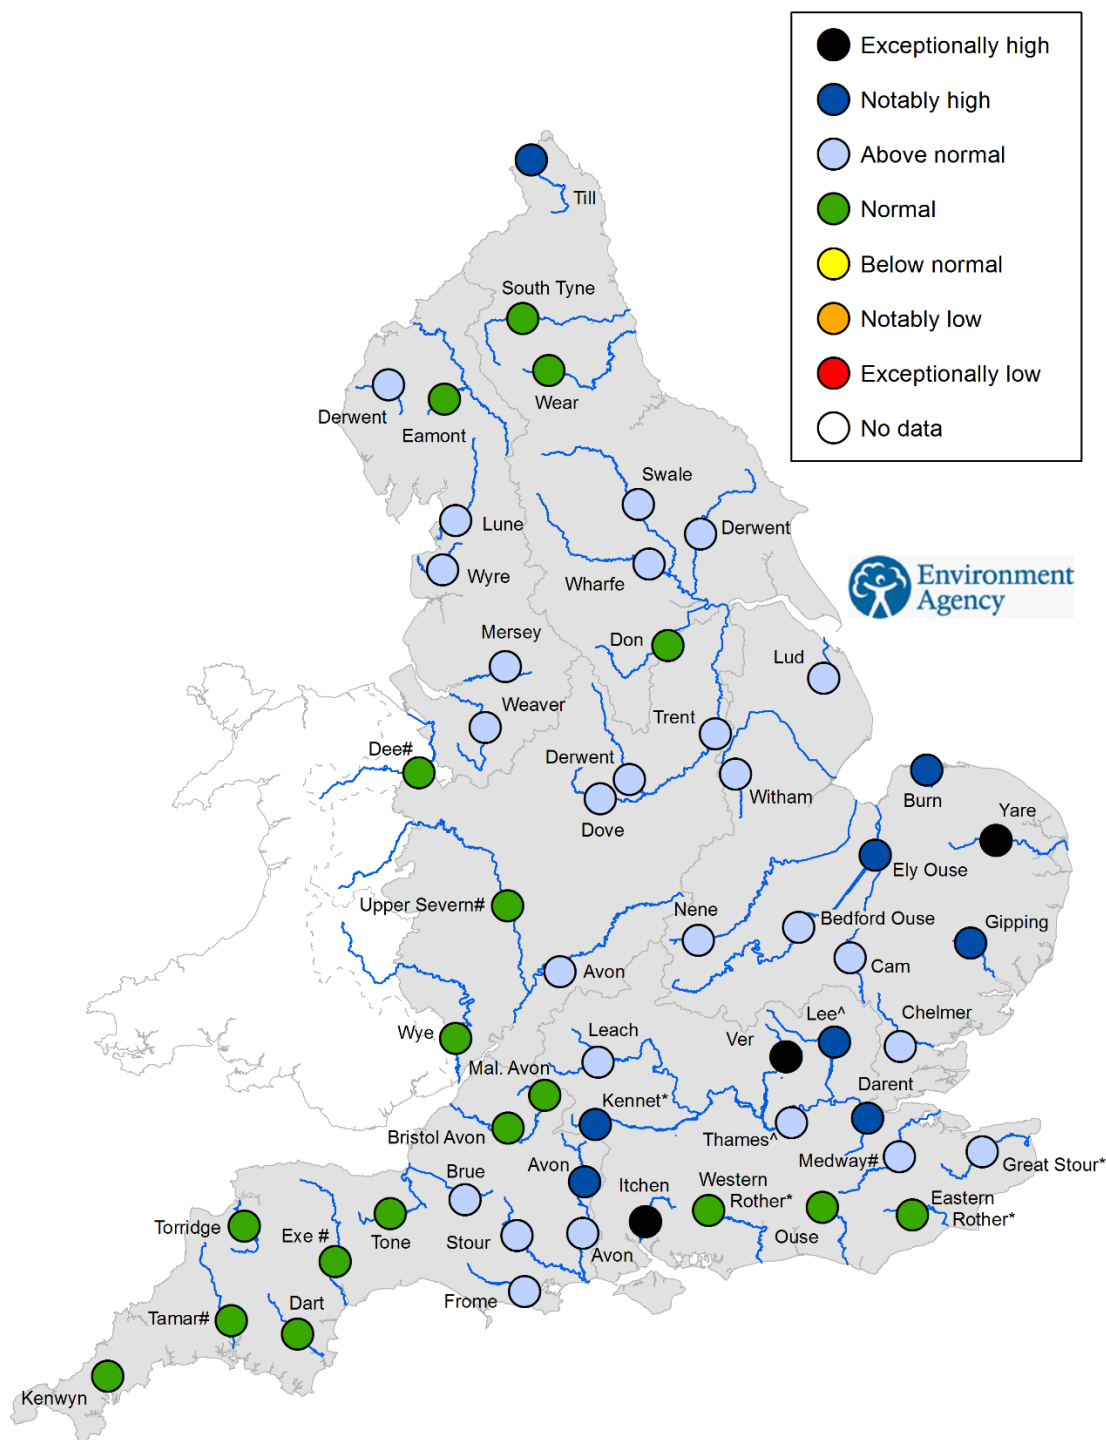 Exceptionally high
Notably high
Above normal
Normal
Below normal
Notably low
Exceptionally low
No data
Till
South Tyne
Wear
Derwent
Eamont
Swale
Lune
Derwent
Wyre
Wharfe
Environment
Agency
Mersey
Don
Lud
Weaver
Trent
Dee#
Derwent
Witham
Dove
Burn
Yare
Ely Ouse
Upper Severn#
Nene
Bedford Ouse
Gipping
Avon
Cam
Wye
Leach
Ver
Lee^
Chelmer
Mal. Avon
Kennet*
Darent
Bristol Avon
Thames^
Medway#
Great Stour*
Brue
Avon
Itchen
Western
Rother*
Eastern
Rother*
Torridge
Exe #
Tone
Stour
Avon
Ouse
Frome
Tamar#
Dart
Kenwyn